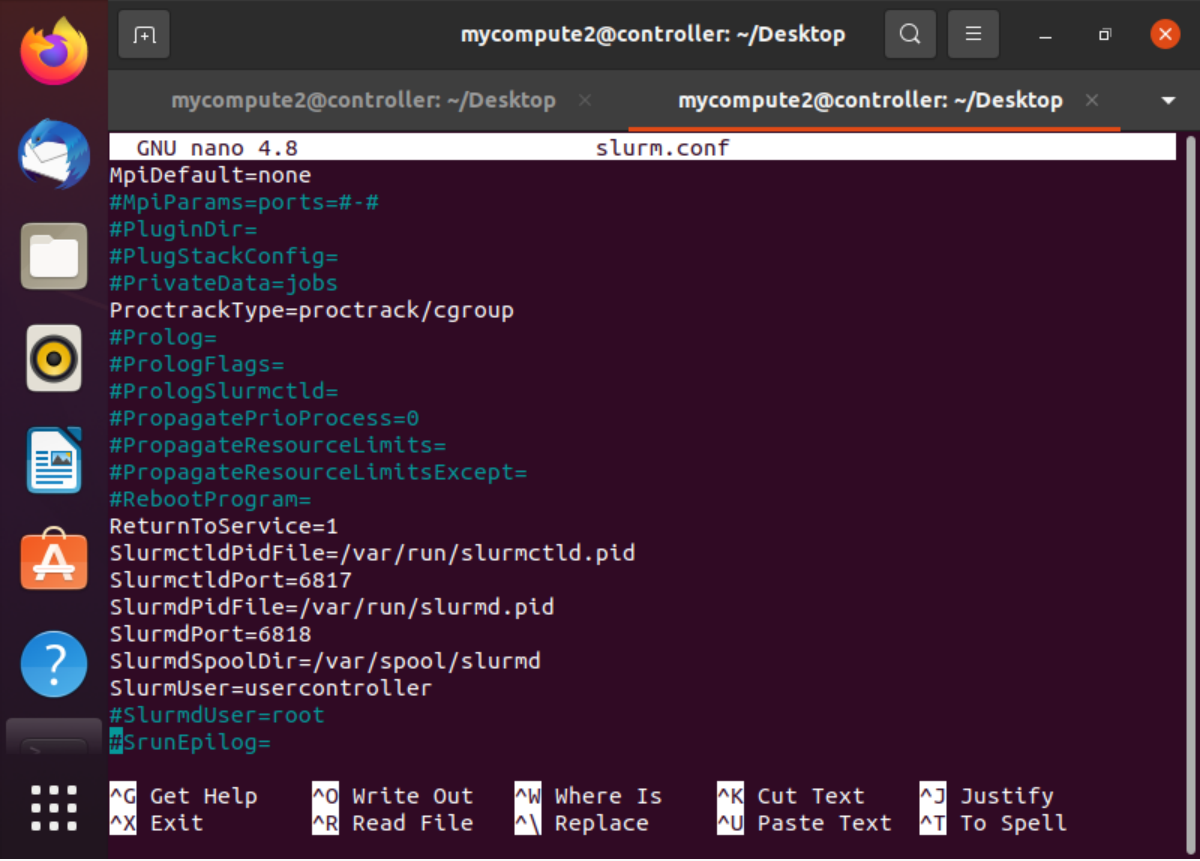 mycompute2@controller: ~/Desktop
mycompute2@controller: ~/Desktop
mycompute2@controller: ~/Desktop
GNU nano 4.8 slurm.conf
MpiDefault=none
#MpiParams=ports=#-#
#PluginDir=
#PlugStackConfig=
#PrivateData=jobs
ProctrackType=proctrack/cgroup
#Prolog=
#PrologFlags=
#PrologSlurmctld=
#PropagatePrioProcess=0
#PropagateResourceLimits=
#PropagateResourceLimitsExcept=
#RebootProgram=
ReturnToService=1
SlurmctldPidFile=/var/run/slurmctld.pid
SlurmctldPort=6817
SlurmdPidFile=/var/run/slurmd.pid
SlurmdPort=6818
SlurmdSpoolDir=/var/spool/slurmd
SlurmUser=usercontroller
#SlurmdUser=root
#SrunEpilog=
^G Get Help ^O Write Out ^W Where Is ^K Cut Text ^J Justify
^X Exit ^R Read File ^\ Replace ^U Paste Text ^T To Spell